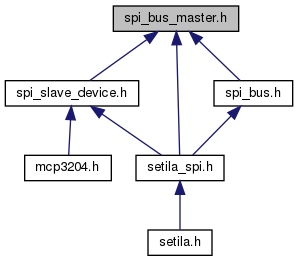 spi_bus_master.h
spi_slave_device.h
spi_bus.h
mcp3204.h
setila_spi.h
setila.h